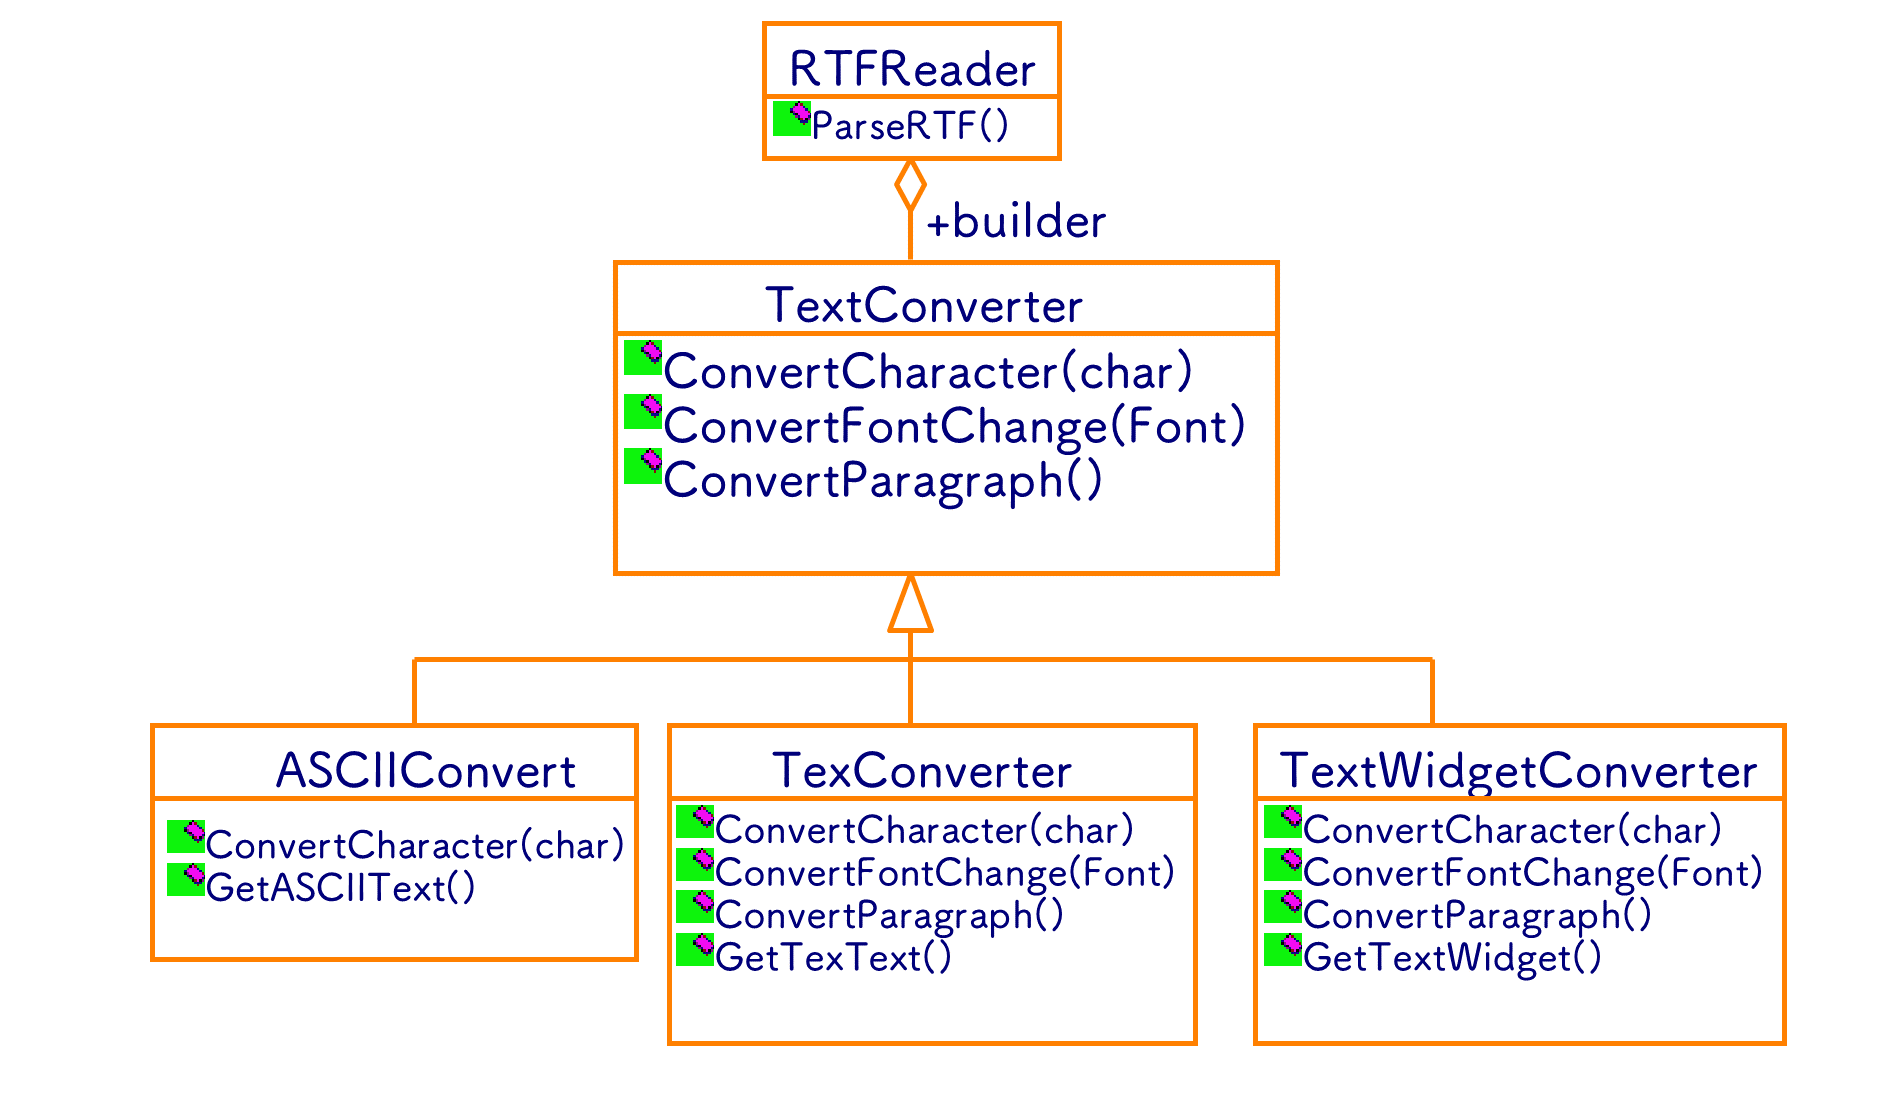 RTFReader
ParseRTF()
+builder
TextConverter
ConvertCharacter(char)
ConvertFontChange(Font)
ConvertParagraph()
ASCIIConvert
ConvertCharacter(char)
GetASCIIText()
TexConverter
ConvertCharacter(char)
ConvertFontChange(Font)
ConvertParagraph()
GetTexText()
TextWidgetConverter
ConvertCharacter(char)
ConvertFontChange(Font)
ConvertParagraph()
GetTextWidget()